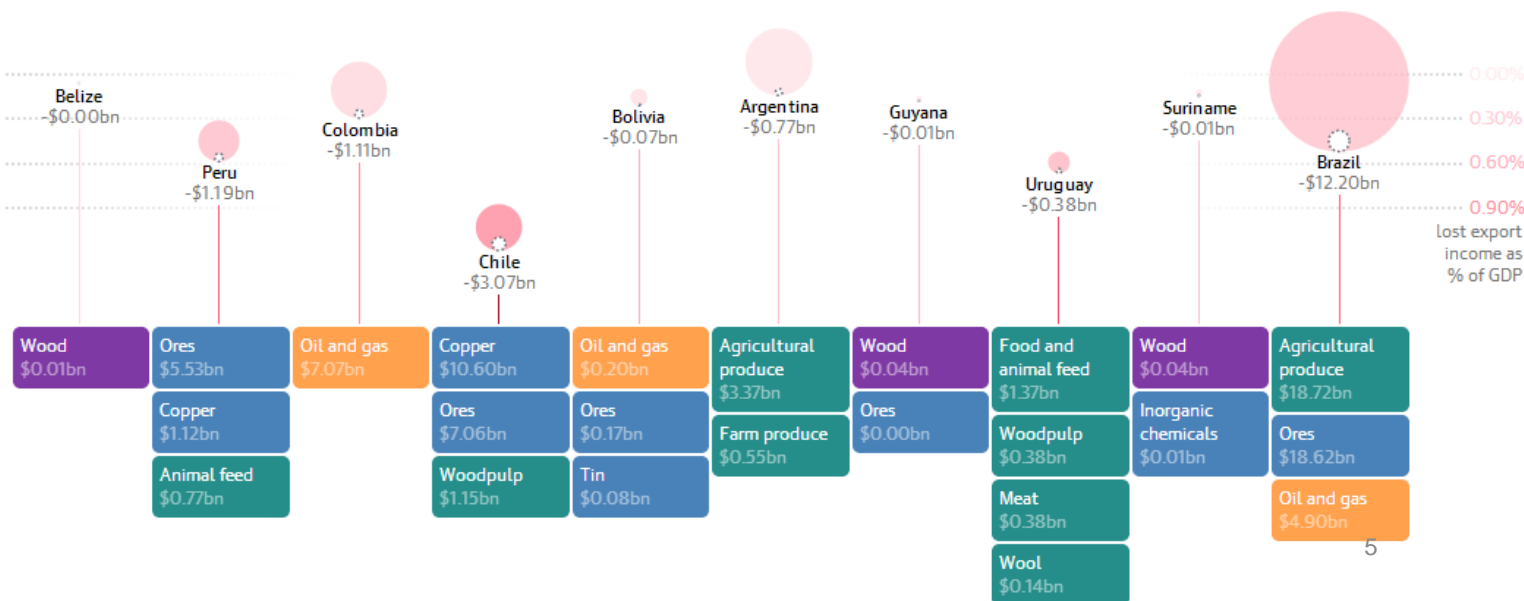 Belize
-$0.00bn
Peru
-$1.19bn
Colombia
-$1.11bn
Chile
-$3.07bn
Bolivia
-$0.07bn
Argentina
-$0.77bn
Guyana
-$0.01bn
Uruguay
-$0.38bn
Suriname
-$0.01bn
Brazil
-$12.20bn
0.00%
0.30%
0.60%
0.90%
lost export
income as
% of GDP
Wood
$0.01bn
Ores
$5.53bn
Copper
$1.12bn
Animal feed
$0.77bn
Oil and gas
$7.07bn
Copper
$10.60bn
Ores
$7.06bn
Woodpulp
$1.15bn
Oil and gas
$0.20bn
Ores
$0.17bn
Tin
$0.08bn
Agricultural
produce
$3.37bn
Farm produce
$0.55bn
Wood
$0.04bn
Ores
$0.00bn
Food and
animal feed
$1.37bn
Woodpulp
$0.38bn
Meat
$0.38bn
Wool
$0.14bn
Wood
$0.04bn
Inorganic
chemicals
$0.01bn
Agricultural
produce
$18.72bn
Ores
$18.62bn
Oil and gas
$4.90bn
5